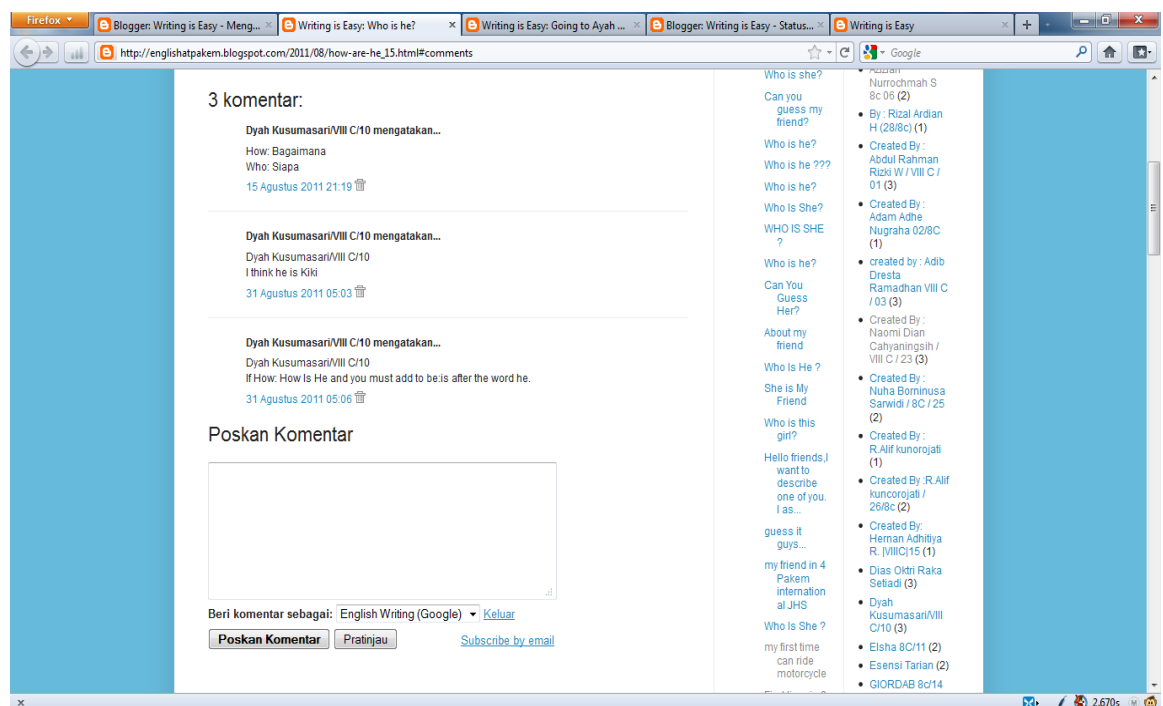 Firefox
Blogger: Writing is Easy - Meng...
Writing is Easy: Who is he?
Writing is Easy: Going to Ayah ...
Blogger: Writing is Easy - Status...
Writing is Easy
http://englishatpakem.blogspot.com/2011/08/how-are-he_15.html#comments
Google
3 komentar:
Dyah Kusumasari/VIII C/10 mengatakan...
How: Bagaimana
Who: Siapa
15 Agustus 2011 21:19
Dyah Kusumasari/VIII C/10 mengatakan...
Dyah Kusumasari/VIII C/10
I think he is Kiki
31 Agustus 2011 05:03
Dyah Kusumasari/VIII C/10 mengatakan...
Dyah Kusumasari/VIII C/10
If How: How Is He and you must add to be:is after the word he.
31 Agustus 2011 05:06
Poskan Komentar
Beri komentar sebagai: English Writing (Google) Keluar
Poskan Komentar Pratinjau Subscribe by email
Who is she?
Can you
guess my
friend?
Who is he?
Who is he ???
Who is he?
Who Is She?
WHO IS SHE
?
Who is he?
Can You
Guess
Her?
About my
friend
Who Is He ?
She is My
Friend
Who is this
girl?
Hello friends,I
want to
describe
one of you.
I as...
guess it
guys...
my friend in 4
Pakem
internation
al JHS
Who Is She ?
my first time
can ride
motorcycle
Nurrochmah S
8c 06 (2)
By : Rizal Ardian
H (28/8c) (1)
Created By :
Abdul Rahman
Rizki W / VIII C /
01 (3)
Created By :
Adam Adhe
Nugraha 02/8C
(1)
created by : Adib
Dresta
Ramadhan VIII C
/ 03 (3)
Created By :
Naomi Dian
Cahyaningsih /
VIII C / 23 (3)
Created By :
Nuha Borninusa
Sarwidi / 8C / 25
(2)
Created By :
R.Alif kunorojati
(1)
Created By :R.Alif
kuncorojati /
26/8c (2)
Created By:
Hernan Adhitiya
R. |VIIIC|15 (1)
Dias Oktri Raka
Setiadi (3)
Dyah
Kusumasari/VIII
C/10 (3)
Elsha 8C/11 (2)
Esensi Tarian (2)
GIORDAB 8c/14
x
2.670s